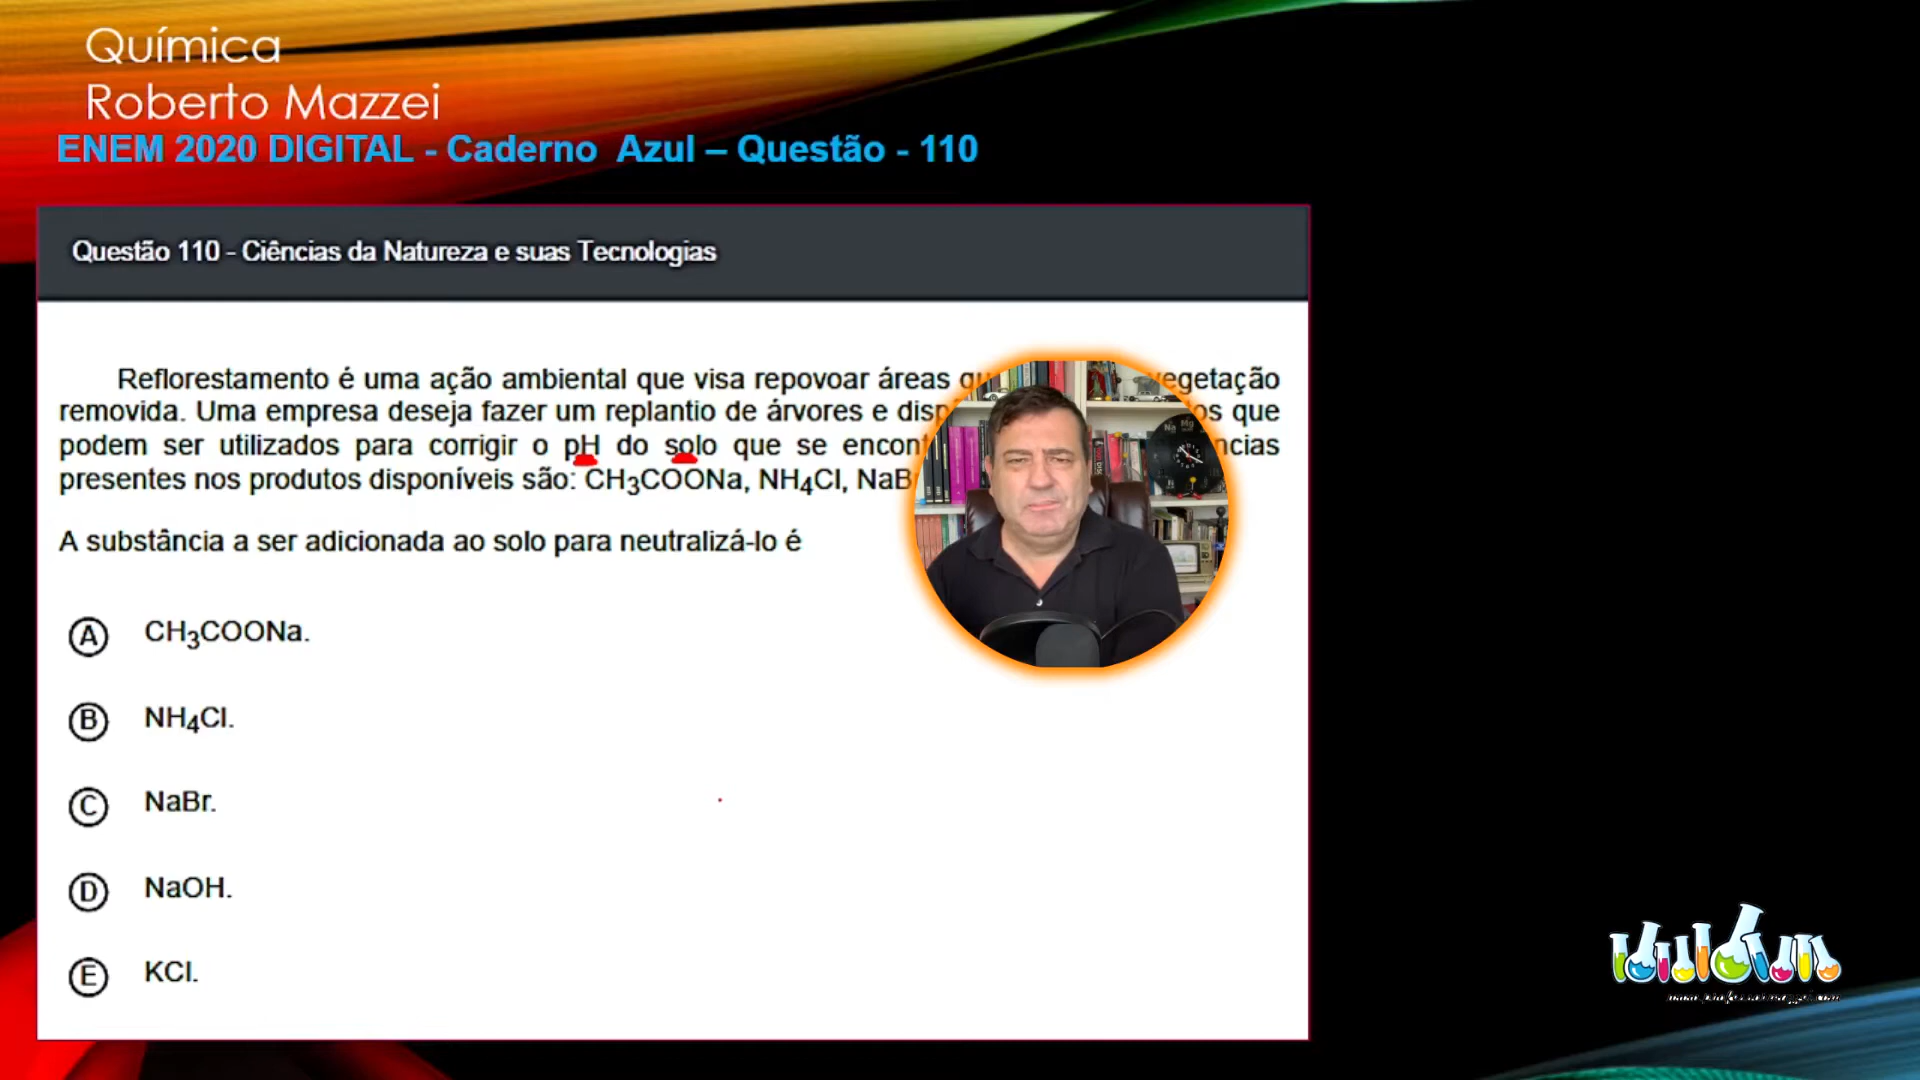 Química
Roberto Mazzei
ENEM 2020 DIGITAL - Caderno Azul – Questão - 110
Questão 110 - Ciências da Natureza e suas Tecnologias
Reflorestamento é uma ação ambiental que visa repovoar áreas vegetação
removida. Uma empresa deseja fazer um replantio de árvores e que
podem ser utilizados para corrigir o pH do solo que se
presentes nos produtos disponíveis são: CH₃COONa, NH₄Cl,
A substância a ser adicionada ao solo para neutralizá-lo é
A CH₃COONa.
B NH₄Cl.
C NaBr.
D NaOH.
E KCl.